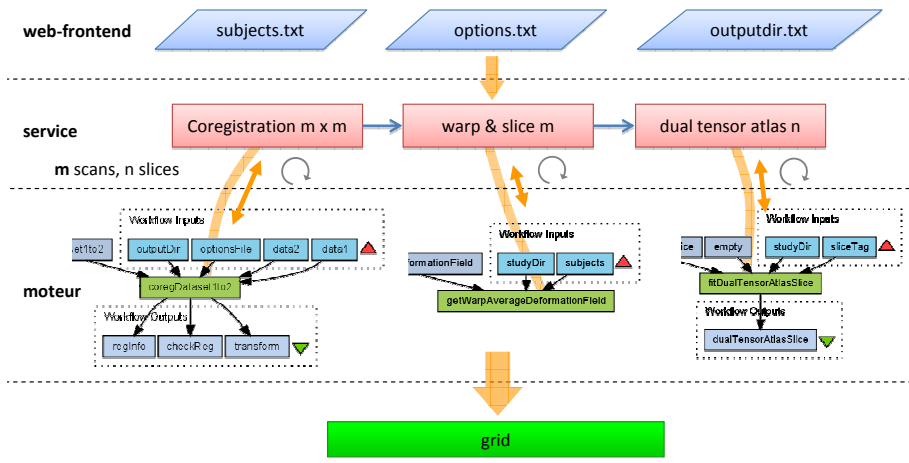 web-frontend
subjects.txt
options.txt
outputdir.txt
service
Coregistration m x m
warp & slice m
dual tensor atlas n
m scans, n slices
moteur
Workflow Inputs
set1to2
outputDir
optionsFile
data2
data1
coregDataset1to2
Workflow Outputs
regInfo
checkReg
transform
Workflow Inputs
formationField
studyDir
subjects
getWarpAverageDeformationField
Workflow Inputs
ice
empty
studyDir
sliceTag
fitDualTensorAtlasSlice
Workflow Outputs
dualTensorAtlasSlice
grid